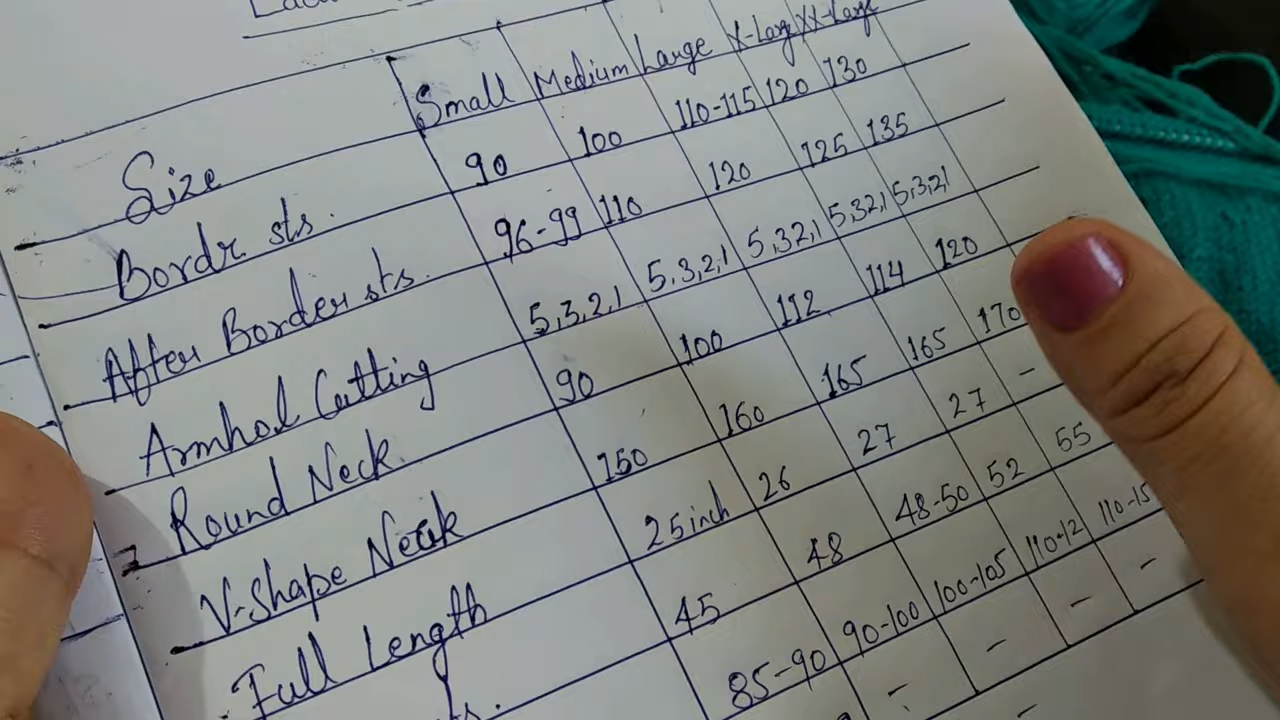 Size Small Medium Large X-Large XX-Large
Bordr sts. 90 100 110-115 120 130
After Border sts. 96-99 110 120 125 135
Armhol Cutting 5,3,2,1 5,3,2,1 5,32,1 5,32,1 5,3,2,1
Round Neck. 90 100 112 114 120
V-Shape Neck 150 160 165 165 170
Full length 25 inch 26 27 27 -
45 48 48-50 52 55
85-90 90-100 100-105 110-12 110-15
- - - -